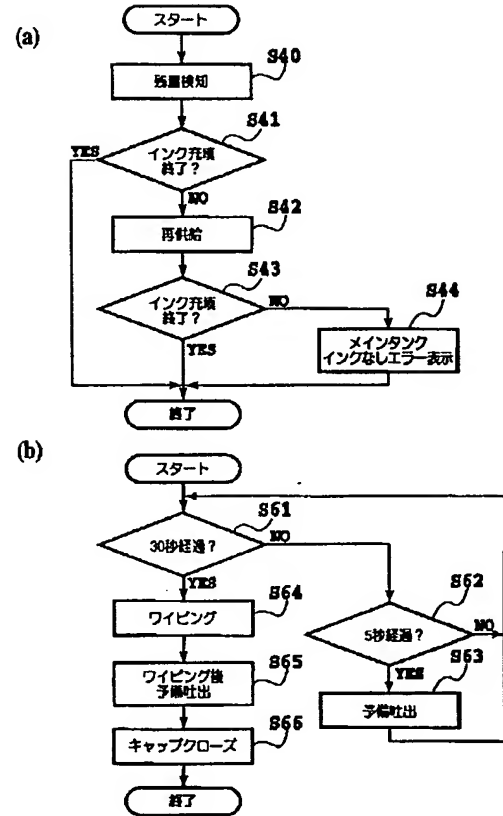 (a)
スタート
S40
残量検知
S41
YES
インク充填
終了？
NO
S42
再供給
S43
インク充填
終了？
NO
S44
メインタンク
インクなしエラー表示
YES
終了
(b)
スタート
S61
30秒経過？
NO
YES
S64
ワイピング
S62
5秒経過？
NO
YES
S65
ワイピング後
予備吐出
S63
予備吐出
S66
キャップクローズ
終了